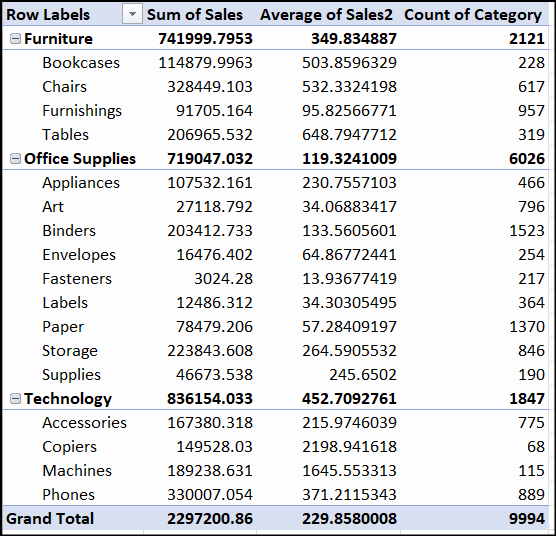 Row Labels Sum of Sales Average of Sales2 Count of Category
Furniture 741999.7953 349.834887 2121
Bookcases 114879.9963 503.8596329 228
Chairs 328449.103 532.3324198 617
Furnishings 91705.164 95.82566771 957
Tables 206965.532 648.7947712 319
Office Supplies 719047.032 119.3241009 6026
Appliances 107532.161 230.7557103 466
Art 27118.792 34.06883417 796
Binders 203412.733 133.5605601 1523
Envelopes 16476.402 64.86772441 254
Fasteners 3024.28 13.93677419 217
Labels 12486.312 34.30305495 364
Paper 78479.206 57.28409197 1370
Storage 223843.608 264.5905532 846
Supplies 46673.538 245.6502 190
Technology 836154.033 452.7092761 1847
Accessories 167380.318 215.9746039 775
Copiers 149528.03 2198.941618 68
Machines 189238.631 1645.553313 115
Phones 330007.054 371.2115343 889
Grand Total 2297200.86 229.8580008 9994